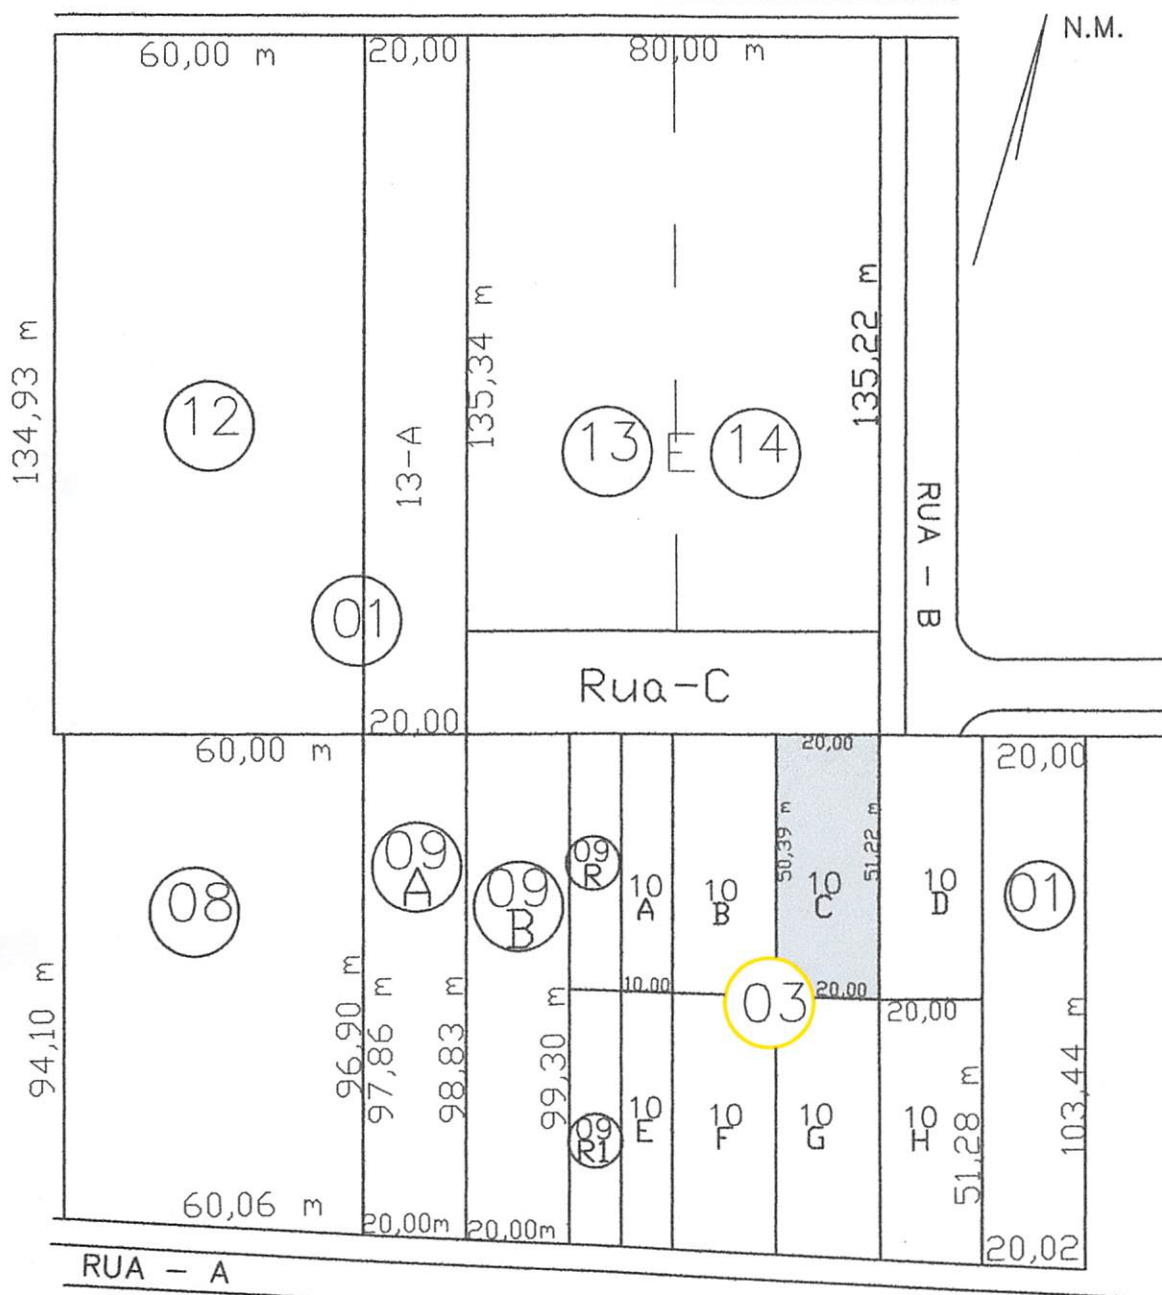 N.M.
60,00 m
20,00
80,00 m
134,93 m
12
13-A
135,34 m
13
E
14
135,22 m
RUA - B
01
Rua-C
20,00
60,00 m
20,00
20,00
08
09
A
09
B
09
R
10
A
10
B
50,39 m
10
C
51,22 m
10
D
01
10.00
03
20,00
20,00
94,10 m
96,90 m
97,86 m
98,83 m
99,30 m
09
R1
10
E
10
F
10
G
10
H
51,28 m
103,44 m
60,06 m
20,00m
20,00m
20,02
RUA - A